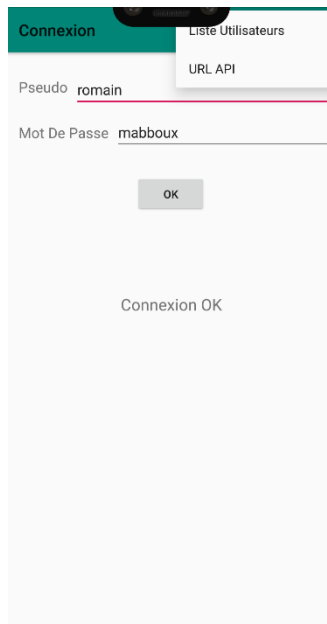 Connexion
Liste Utilisateurs
URL API
Pseudo romain
Mot De Passe mabboux
OK
Connexion OK